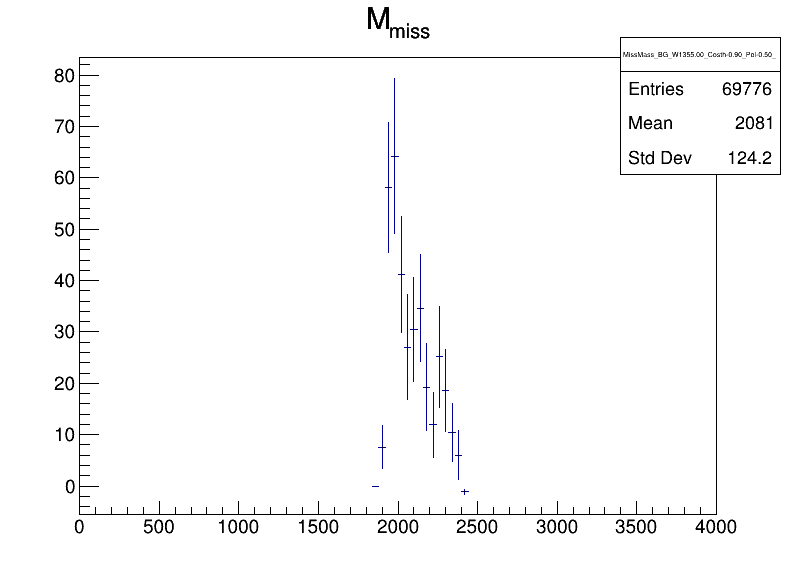 M_miss
MissMass_BG_W1355.00_Costh-0.90_Pol-0.50_
Entries 69776
Mean 2081
Std Dev 124.2
80
70
60
50
40
30
20
10
0
0 500 1000 1500 2000 2500 3000 3500 4000